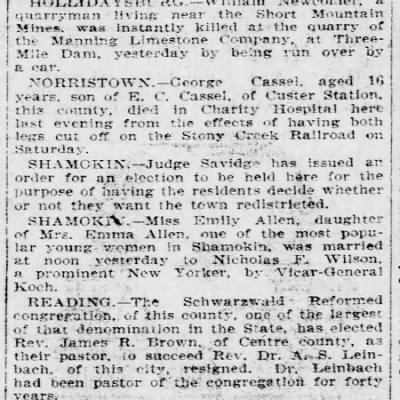 HOLLIDAYSBURG.—William Newcomer, a
quarryman living near the Short Mountain
Mines, was instantly killed at the quarry of
the Manning Limestone Company, at Three-
Mile Dam, yesterday by being run over by
a car.
NORRISTOWN.—George Cassel, aged 16
years, son of E. C. Cassel, of Custer Station,
this county, died in Charity Hospital here
last evening from the effects of having both
legs cut off on the Stony Creek Railroad on
Saturday.
SHAMOKIN.—Judge Savidge has issued an
order for an election to be held here for the
purpose of having the residents decide whether
or not they want the town redistricted.
SHAMOKIN.—Miss Emily Allen, daughter
of Mrs. Emma Allen, one of the most popu-
lar young women in Shamokin, was married
at noon yesterday to Nicholas F. Wilson,
a prominent New Yorker, by Vicar-General
Koch.
READING.—The Schwarzwald Reformed
congregation, of this county, one of the largest
of that denomination in the State, has elected
Rev. James R. Brown, of Centre county, as
their pastor, to succeed Rev. Dr. A. S. Lein-
bach, of this city, resigned. Dr. Leinbach
had been pastor of the congregation for forty
years.